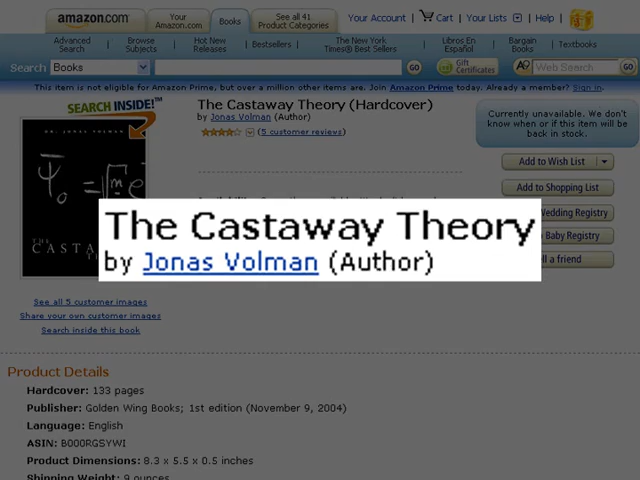 amazon.com
Your Amazon.com
Books
See all 41 Product Categories
Your Account
Cart
Your Lists
Help
Advanced Search
Browse Subjects
Hot New Releases
Bestsellers
The New York Times® Best Sellers
Libros En Español
Bargain Books
Textbooks
Search
Books
GO
Gift Certificates
A9
Web Search
GO
This item is not eligible for Amazon Prime, but over a million other items are. Join Amazon Prime today. Already a member? Sign in.
SEARCH INSIDE!™
The Castaway Theory (Hardcover)
by Jonas Volman (Author)
(5 customer reviews)
Currently unavailable. We don't
know when or if this item will
be back in stock.
Add to Wish List
Add to Shopping List
Wedding Registry
Baby Registry
a friend
DR. JONAS VOLMAN
THE
CASTA
The Castaway Theory
by Jonas Volman (Author)
See all 5 customer images
Share your own customer images
Search inside this book
Product Details
Hardcover: 133 pages
Publisher: Golden Wing Books; 1st edition (November 9, 2004)
Language: English
ASIN: B000RGSYWI
Product Dimensions: 8.3 x 5.5 x 0.5 inches
Shipping Weight: 9 ounces